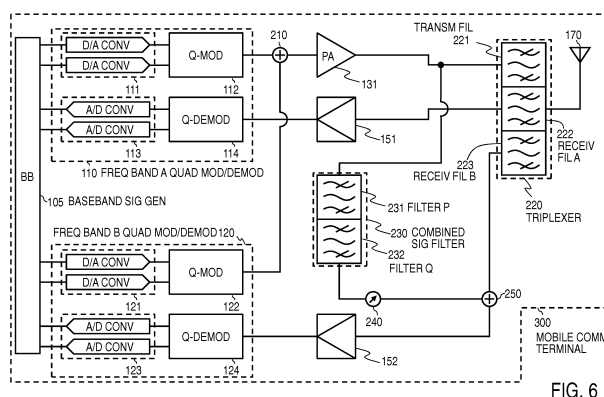 D/A CONV
D/A CONV
111
Q-MOD
112
210
PA
131
TRANSM FIL
221
170
A/D CONV
A/D CONV
113
Q-DEMOD
114
151
222
RECEIV
FIL A
223
RECEIV FIL B
220
TRIPLEXER
110 FREQ BAND A QUAD MOD/DEMOD
BB
105 BASEBAND SIG GEN
231 FILTER P
230 COMBINED
SIG FILTER
232
FILTER Q
FREQ BAND B QUAD MOD/DEMOD 120
D/A CONV
D/A CONV
121
Q-MOD
122
240
250
A/D CONV
A/D CONV
123
Q-DEMOD
124
152
300
MOBILE COMM
TERMINAL
FIG. 6